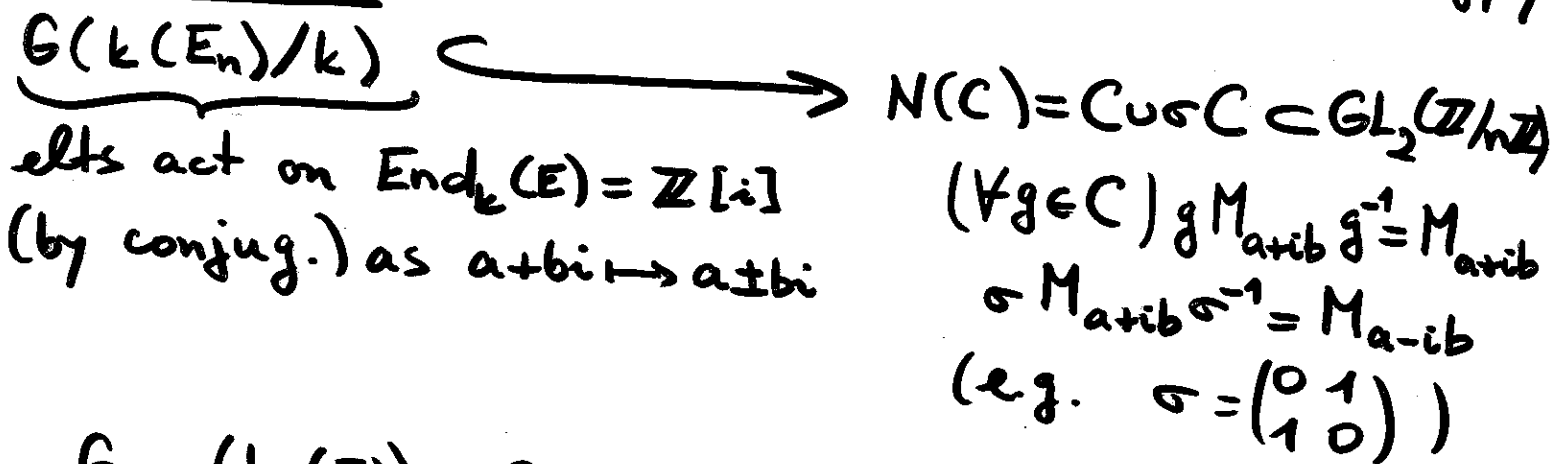 G(k(E_n)/k) ↪ N(C) = C ∪ σC ⊂ GL_2(ℤ/nℤ)
elts act on End_k(E) = ℤ[i]
(∀g∈C) g M_{a+ib} g^{-1} = M_{a+ib}
(by conjug.) as a+bi ↦ a±bi
σ M_{a+ib} σ^{-1} = M_{a-ib}
(e.g. σ = (0 1
1 0) )